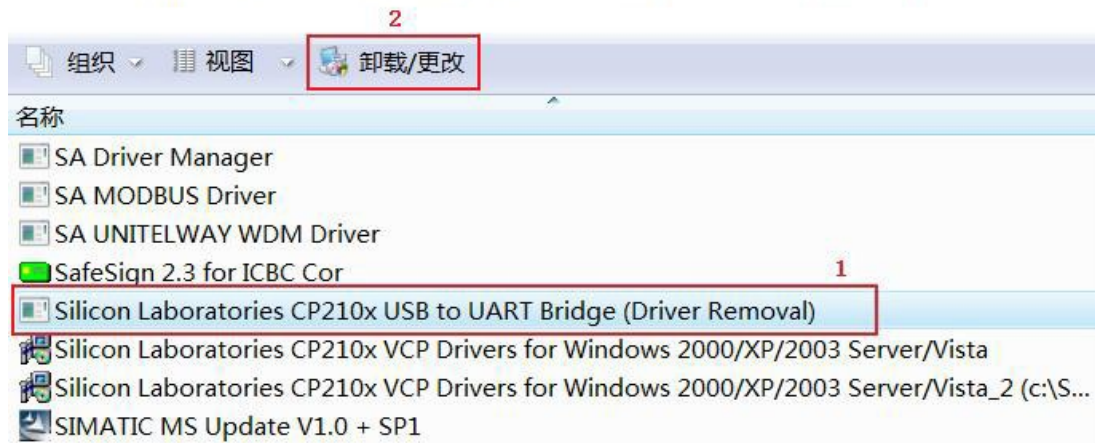 2
组织 视图 卸载/更改
名称
SA Driver Manager
SA MODBUS Driver
SA UNITELWAY WDM Driver
SafeSign 2.3 for ICBC Cor
1
Silicon Laboratories CP210x USB to UART Bridge (Driver Removal)
Silicon Laboratories CP210x VCP Drivers for Windows 2000/XP/2003 Server/Vista
Silicon Laboratories CP210x VCP Drivers for Windows 2000/XP/2003 Server/Vista_2 (c:\S...
SIMATIC MS Update V1.0 + SP1